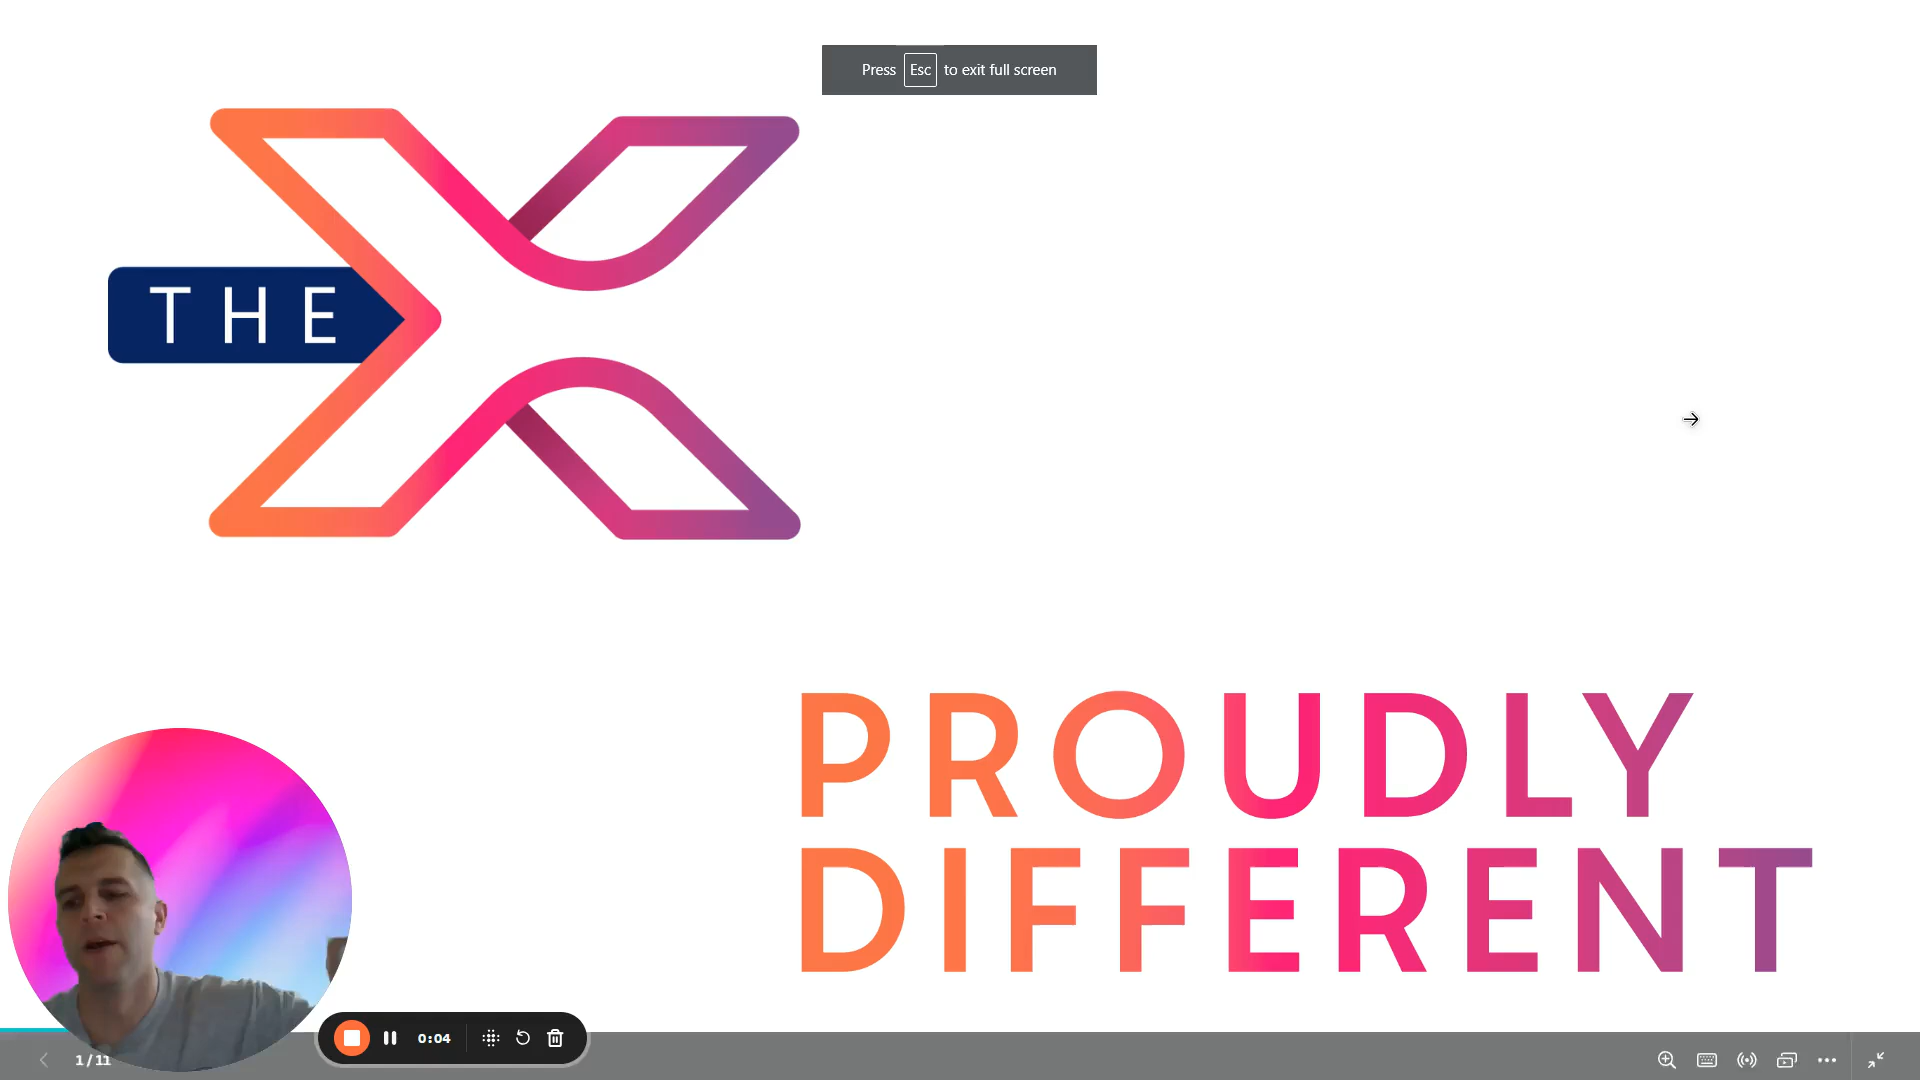 Press Esc to exit full screen
THE
PROUDLY
DIFFERENT
0:04
1 / 11